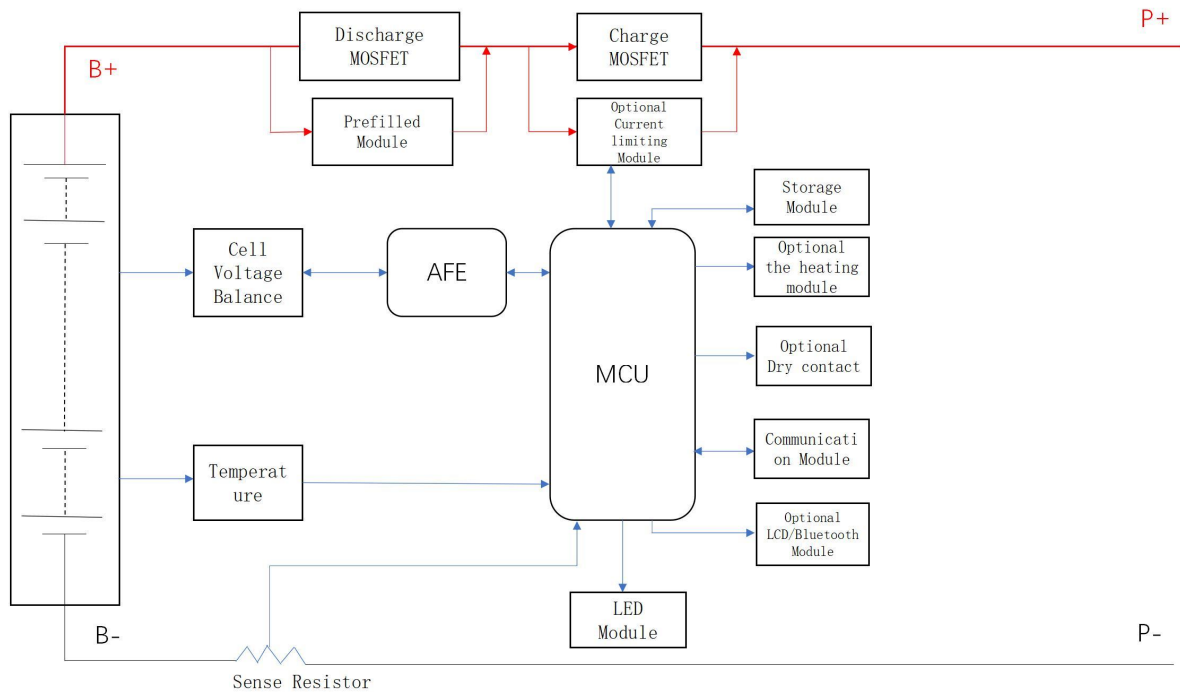 P+
Discharge
MOSFET
Charge
MOSFET
B+
Prefilled
Module
Optional
Current
limiting
Module
Storage
Module
Cell
Voltage
Balance
AFE
Optional
the heating
module
MCU
Optional
Dry contact
Communicati
on Module
Temperat
ure
Optional
LCD/Bluetooth
Module
LED
Module
B-
P-
Sense Resistor